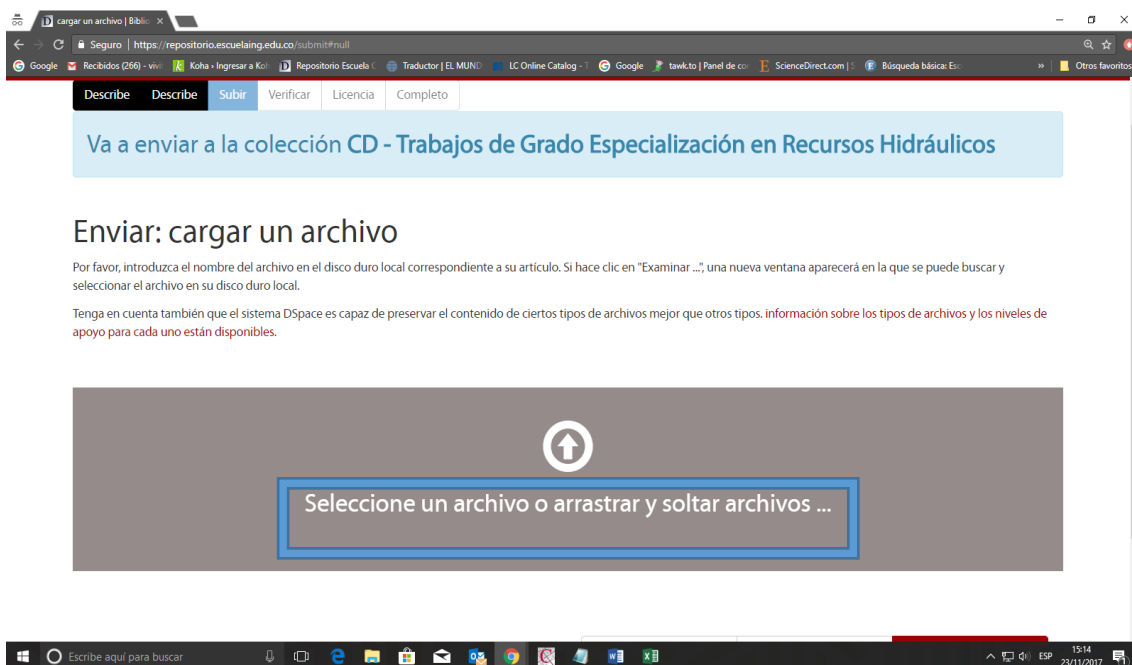 cargar un archivo | Biblio
Seguro | https://repositorio.escuelaing.edu.co/submit#null
Google Recibidos (266) - vivi Koha › Ingresar a Koh Repositorio Escuela C Traductor | EL MUND LC Online Catalog - T Google tawk.to | Panel de cor ScienceDirect.com | S Búsqueda básica: Esc » Otros favoritos
Describe Describe Subir Verificar Licencia Completo
Va a enviar a la colección CD - Trabajos de Grado Especialización en Recursos Hidráulicos
Enviar: cargar un archivo
Por favor, introduzca el nombre del archivo en el disco duro local correspondiente a su artículo. Si hace clic en "Examinar ...", una nueva ventana aparecerá en la que se puede buscar y
seleccionar el archivo en su disco duro local.
Tenga en cuenta también que el sistema DSpace es capaz de preservar el contenido de ciertos tipos de archivos mejor que otros tipos. información sobre los tipos de archivos y los niveles de
apoyo para cada uno están disponibles.
Seleccione un archivo o arrastrar y soltar archivos ...
Escribe aquí para buscar
ESP
15:14
23/11/2017